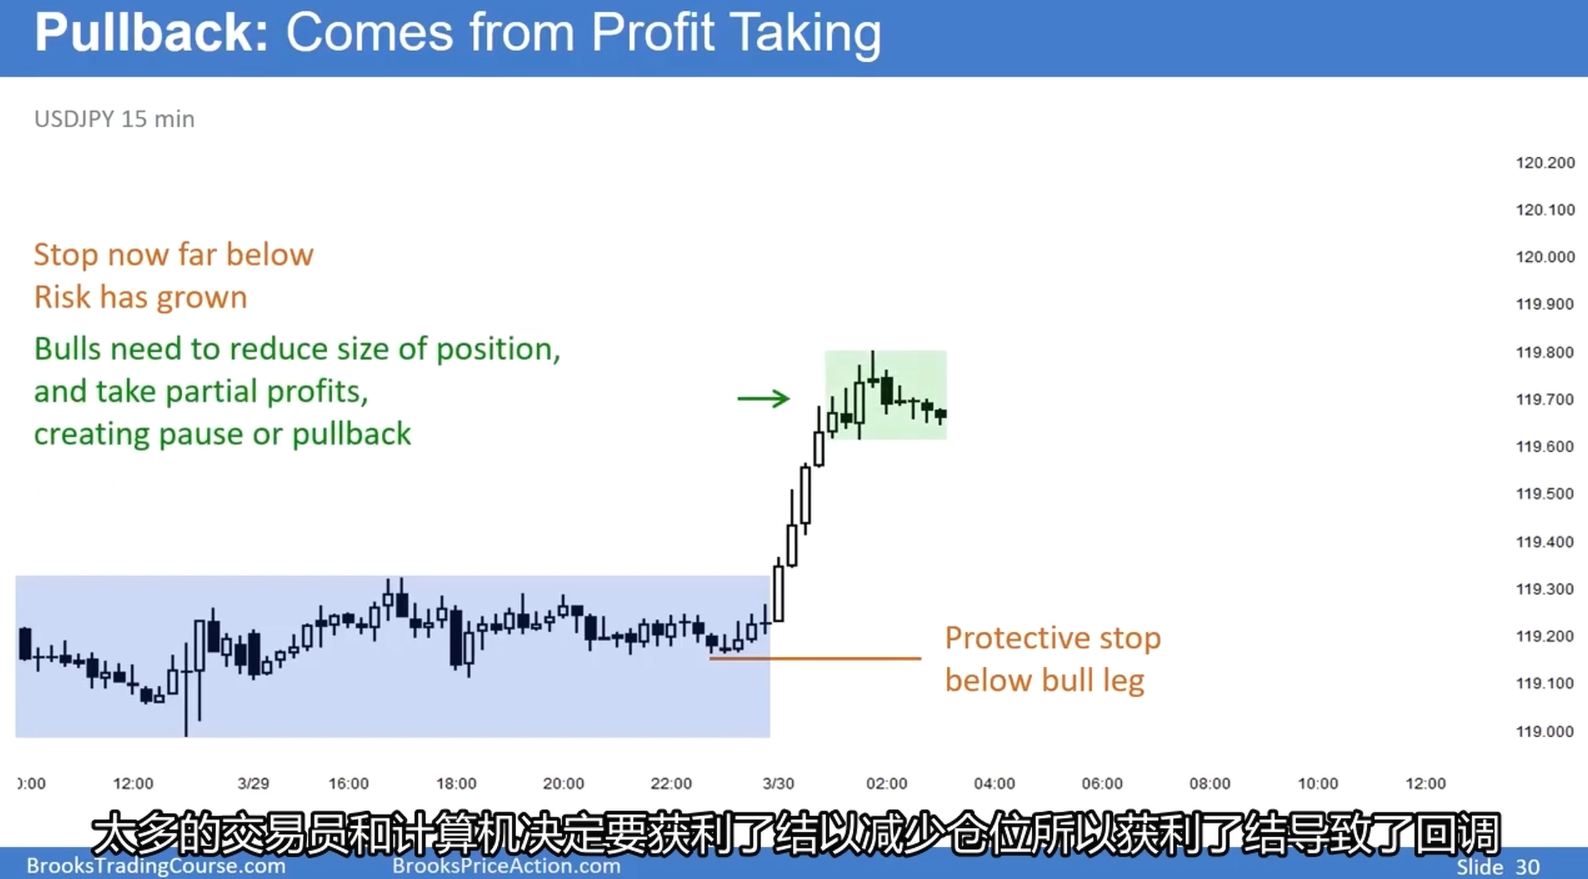 Pullback: Comes from Profit Taking
USDJPY 15 min
120.200
120.100
120.000
119.900
119.800
119.700
119.600
119.500
119.400
119.300
119.200
119.100
119.000
Stop now far below
Risk has grown
Bulls need to reduce size of position,
and take partial profits,
creating pause or pullback
Protective stop
below bull leg
0:00 12:00 3/29 16:00 18:00 20:00 22:00 3/30 02:00 04:00 06:00 08:00 10:00 12:00
太多的交易员和计算机决定要获利了结以减少仓位所以获利了结导致了回调
BrooksTradingCourse.com BrooksPriceAction.com Slide 30